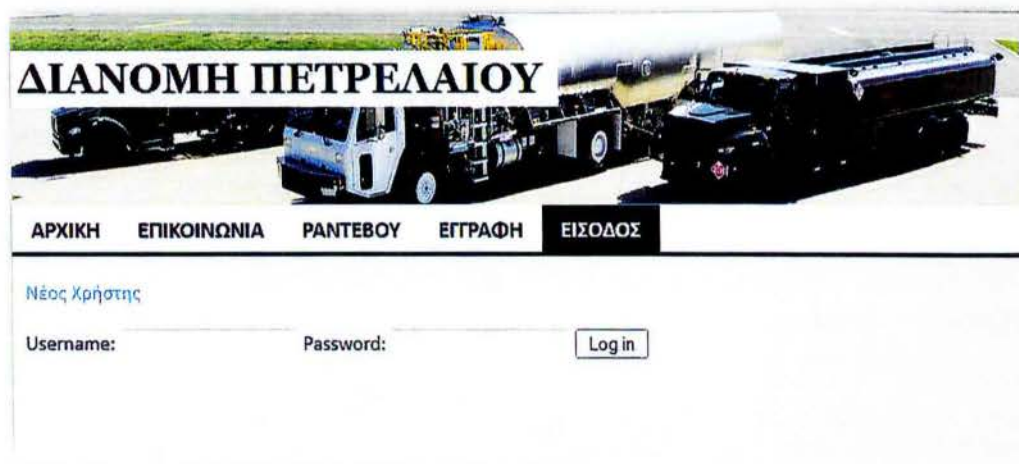 ΔΙΑΝΟΜΗ ΠΕΤΡΕΛΑΙΟΥ
ΑΡΧΙΚΗ ΕΠΙΚΟΙΝΩΝΙΑ ΡΑΝΤΕΒΟΥ ΕΓΓΡΑΦΗ ΕΙΣΟΔΟΣ
Νέος Χρήστης
Username: Password: Log in